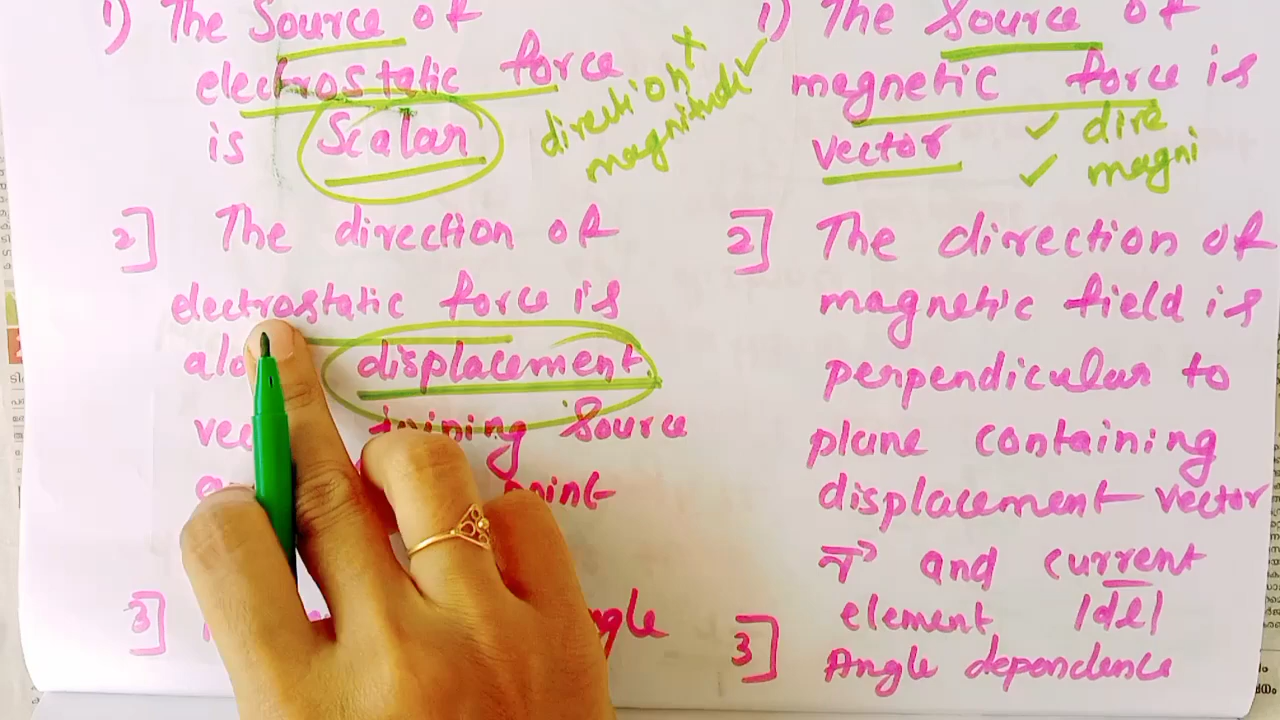 1) The Source of
electrostatic force
is Scalar
direction x
magnitude ✓
2] The direction of
electrostatic force is
displacement
joining Source
3]
1) The Source of
magnetic force is
vector ✓ dire
✓ magni
2] The direction of
magnetic field is
perpendicular to
plane containing
displacement vector
r⃗ and current
element |dl|
3] Angle dependence